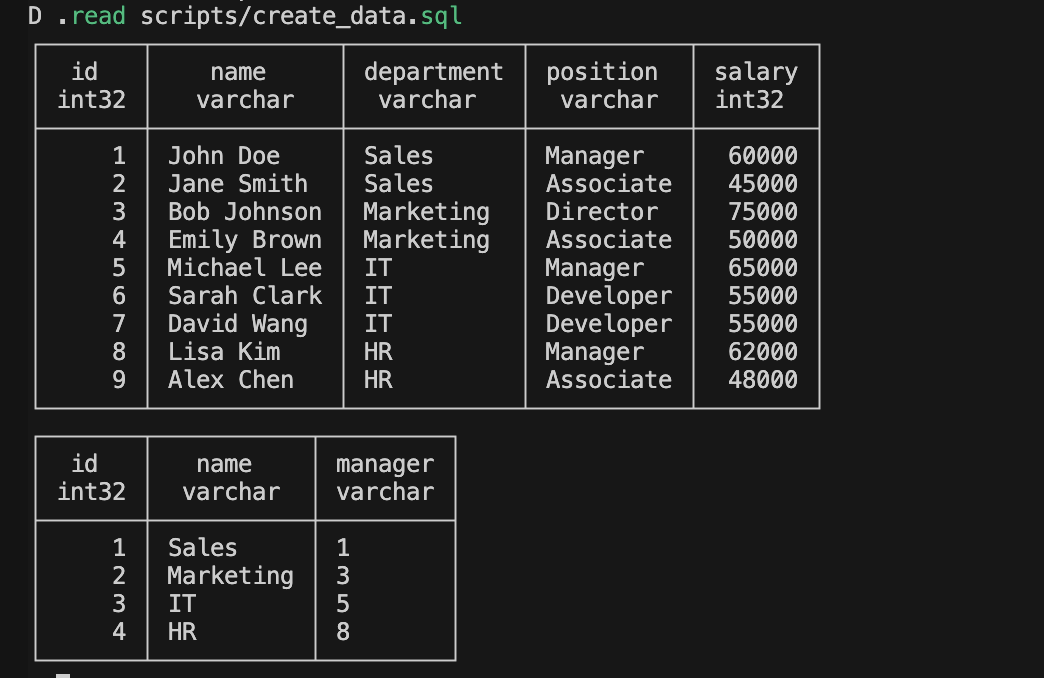 D .read scripts/create_data.sql
id name department position salary
int32 varchar varchar varchar int32
1 John Doe Sales Manager 60000
2 Jane Smith Sales Associate 45000
3 Bob Johnson Marketing Director 75000
4 Emily Brown Marketing Associate 50000
5 Michael Lee IT Manager 65000
6 Sarah Clark IT Developer 55000
7 David Wang IT Developer 55000
8 Lisa Kim HR Manager 62000
9 Alex Chen HR Associate 48000
id name manager
int32 varchar varchar
1 Sales 1
2 Marketing 3
3 IT 5
4 HR 8